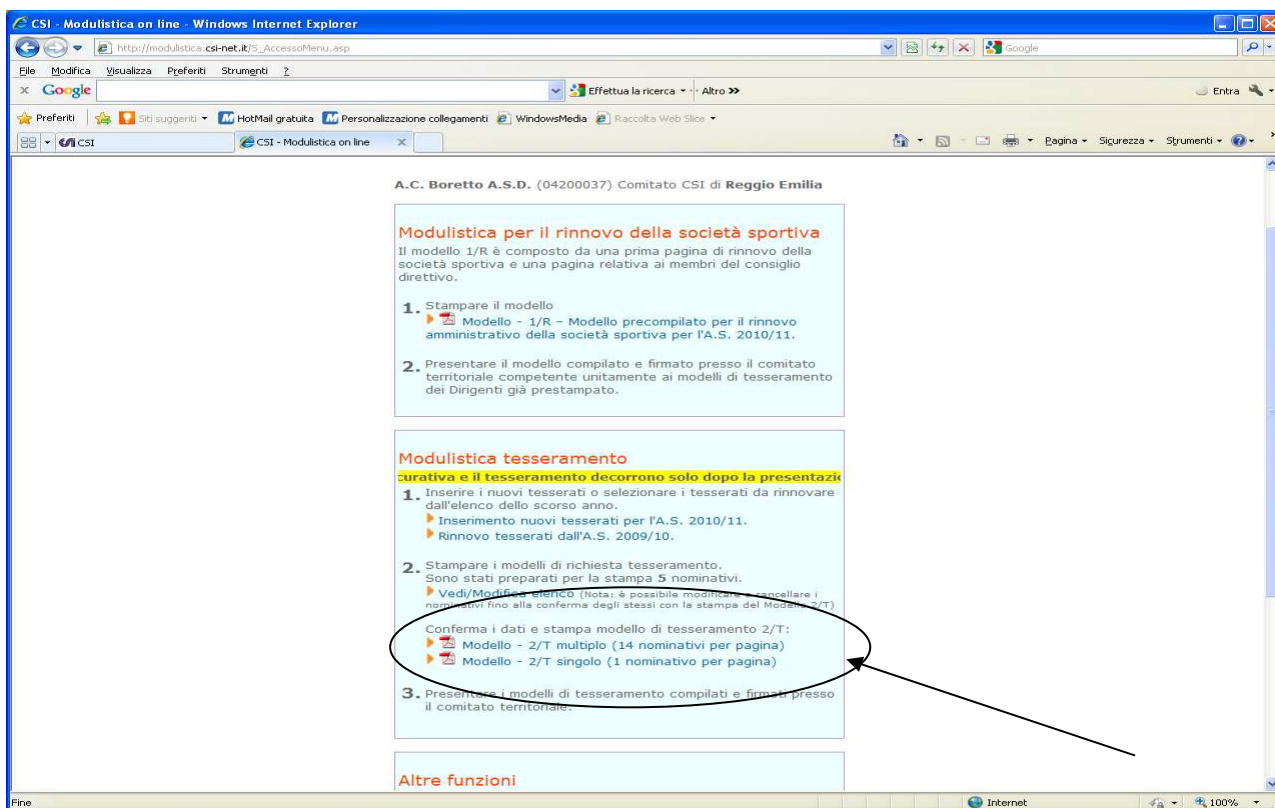 CSI - Modulistica on line - Windows Internet Explorer
http://modulistica.csi-net.it/S_AccessoMenu.asp
Google
File Modifica Visualizza Preferiti Strumenti ?
x Google
Effettua la ricerca
Altro
Entra
Preferiti
Siti suggeriti
HotMail gratuita
Personalizzazione collegamenti
WindowsMedia
Raccolta Web Slice
CSI
CSI - Modulistica on line
Pagina
Sicurezza
Strumenti
A.C. Boretto A.S.D. (04200037) Comitato CSI di Reggio Emilia
Modulistica per il rinnovo della società sportiva
Il modello 1/R è composto da una prima pagina di rinnovo della
società sportiva e una pagina relativa ai membri del consiglio
direttivo.
1. Stampare il modello
Modello - 1/R – Modello precompilato per il rinnovo
amministrativo della società sportiva per l'A.S. 2010/11.
2. Presentare il modello compilato e firmato presso il comitato
territoriale competente unitamente ai modelli di tesseramento
dei Dirigenti già prestampato.
Modulistica tesseramento
curativa e il tesseramento decorrono solo dopo la presentazi
1. Inserire i nuovi tesserati o selezionare i tesserati da rinnovare
dall'elenco dello scorso anno.
Inserimento nuovi tesserati per l'A.S. 2010/11.
Rinnovo tesserati dall'A.S. 2009/10.
2. Stampare i modelli di richiesta tesseramento.
Sono stati preparati per la stampa 5 nominativi.
Vedi/Modifica elenco (Nota: è possibile modificare o cancellare i
nominativi fino alla conferma degli stessi con la stampa del Modello 2/T)
Conferma i dati e stampa modello di tesseramento 2/T:
Modello - 2/T multiplo (14 nominativi per pagina)
Modello - 2/T singolo (1 nominativo per pagina)
3. Presentare i modelli di tesseramento compilati e firmati presso
il comitato territoriale.
Altre funzioni
Fine
Internet
100%